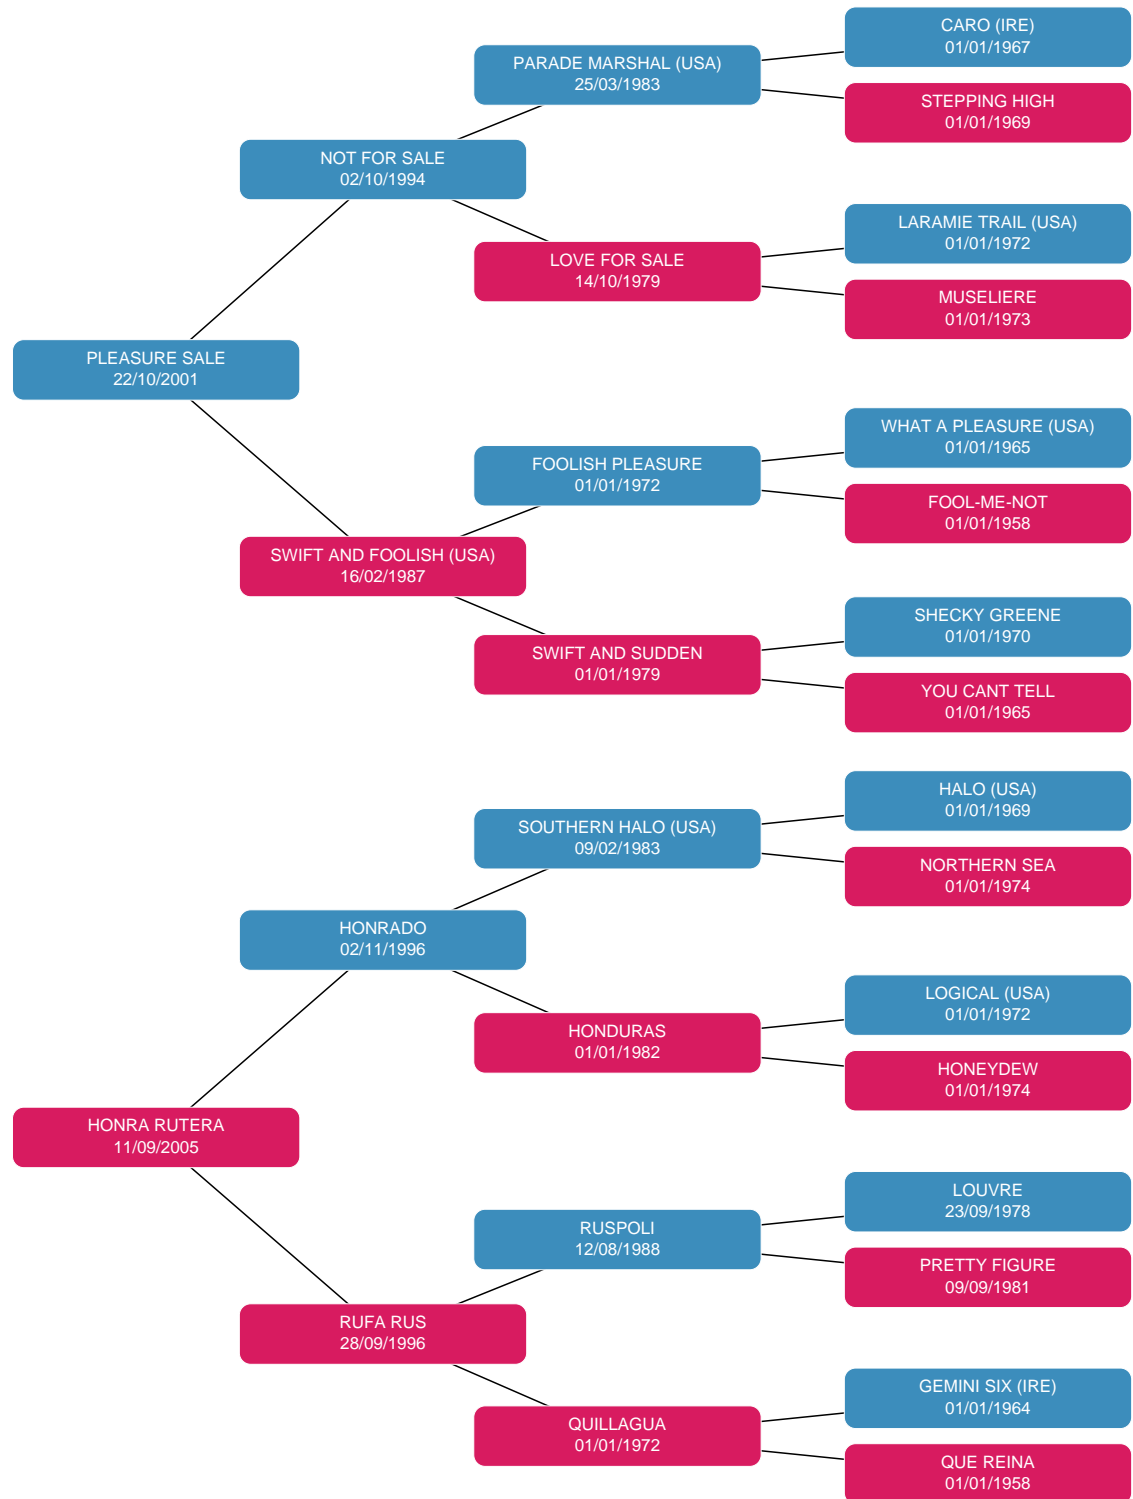 CARO (IRE)
01/01/1967
PARADE MARSHAL (USA)
25/03/1983
STEPPING HIGH
01/01/1969
NOT FOR SALE
02/10/1994
LARAMIE TRAIL (USA)
01/01/1972
LOVE FOR SALE
14/10/1979
MUSELIERE
01/01/1973
PLEASURE SALE
22/10/2001
WHAT A PLEASURE (USA)
01/01/1965
FOOLISH PLEASURE
01/01/1972
FOOL-ME-NOT
01/01/1958
SWIFT AND FOOLISH (USA)
16/02/1987
SHECKY GREENE
01/01/1970
SWIFT AND SUDDEN
01/01/1979
YOU CANT TELL
01/01/1965
HALO (USA)
01/01/1969
SOUTHERN HALO (USA)
09/02/1983
NORTHERN SEA
01/01/1974
HONRADO
02/11/1996
LOGICAL (USA)
01/01/1972
HONDURAS
01/01/1982
HONEYDEW
01/01/1974
HONRA RUTERA
11/09/2005
LOUVRE
23/09/1978
RUSPOLI
12/08/1988
PRETTY FIGURE
09/09/1981
RUFA RUS
28/09/1996
GEMINI SIX (IRE)
01/01/1964
QUILLAGUA
01/01/1972
QUE REINA
01/01/1958